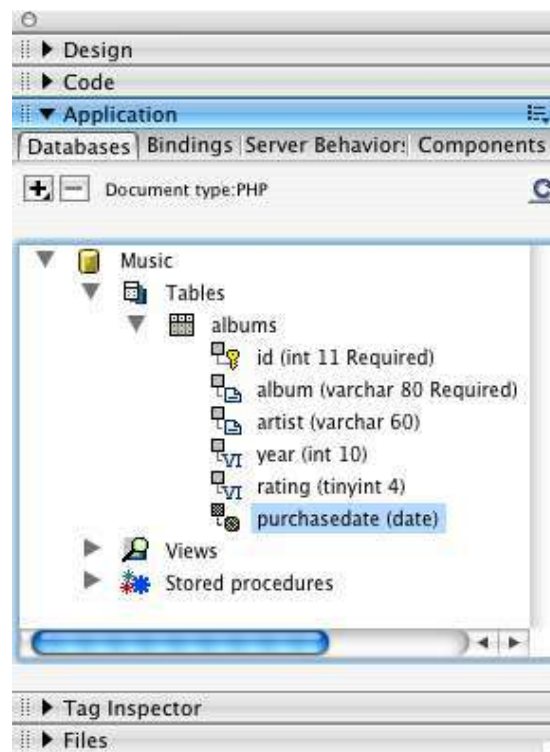 Design
Code
Application
Databases Bindings Server Behavior: Components
Document type:PHP
Music
Tables
albums
id (int 11 Required)
album (varchar 80 Required)
artist (varchar 60)
year (int 10)
rating (tinyint 4)
purchasedate (date)
Views
Stored procedures
Tag Inspector
Files